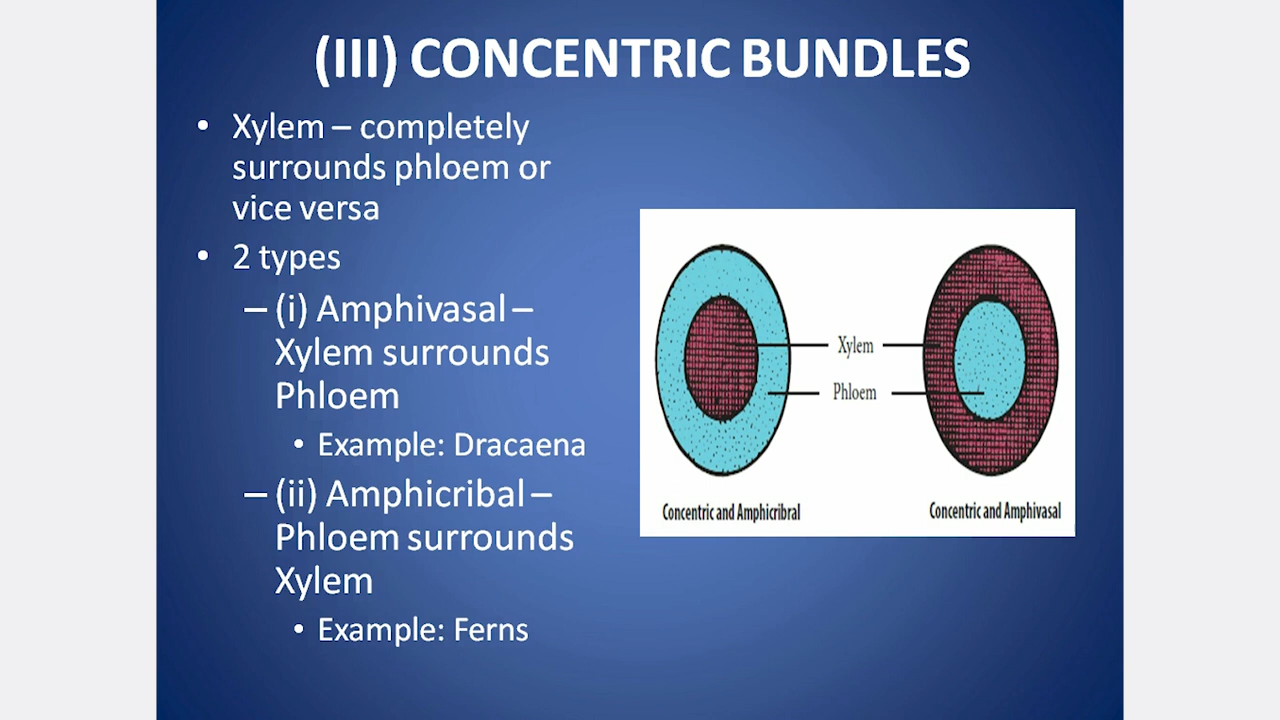 (III) CONCENTRIC BUNDLES
• Xylem – completely
surrounds phloem or
vice versa
• 2 types
– (i) Amphivasal –
Xylem surrounds
Phloem
• Example: Dracaena
– (ii) Amphicribal –
Phloem surrounds
Xylem
• Example: Ferns
Xylem
Phloem
Concentric and Amphicribral
Concentric and Amphivasal